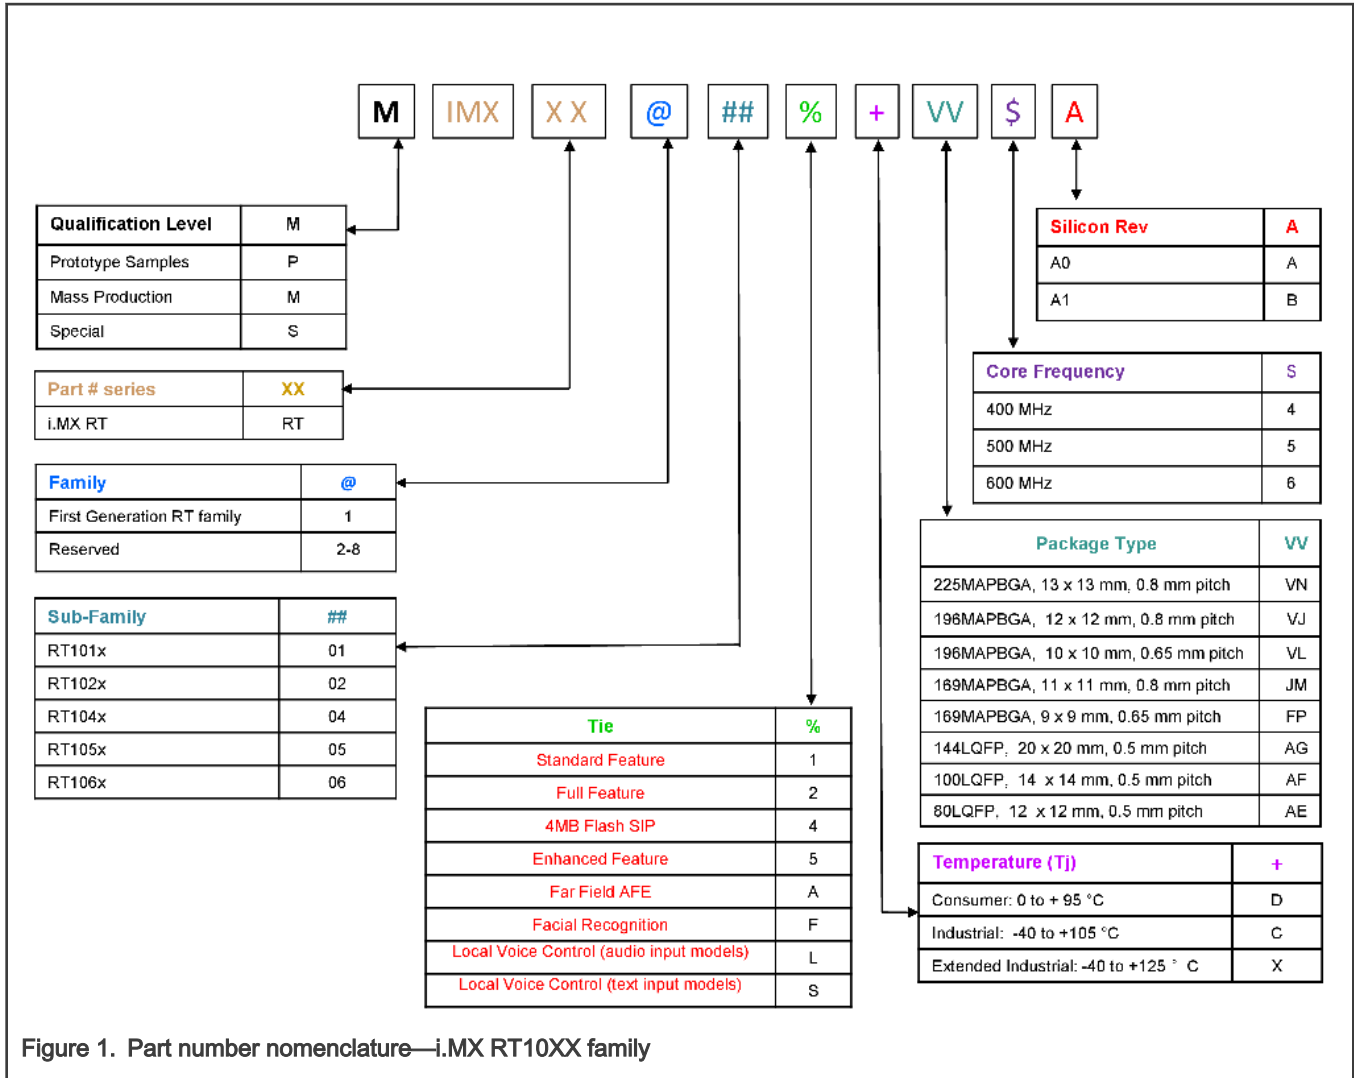 M IMX XX @ ## % + VV $ A
Qualification Level M
Prototype Samples P
Mass Production M
Special S
Part # series XX
i.MX RT RT
Family @
First Generation RT family 1
Reserved 2-8
Sub-Family ##
RT101x 01
RT102x 02
RT104x 04
RT105x 05
RT106x 06
Tie %
Standard Feature 1
Full Feature 2
4MB Flash SIP 4
Enhanced Feature 5
Far Field AFE A
Facial Recognition F
Local Voice Control (audio input models) L
Local Voice Control (text input models) S
Silicon Rev A
A0 A
A1 B
Core Frequency S
400 MHz 4
500 MHz 5
600 MHz 6
Package Type VV
225MAPBGA, 13 x 13 mm, 0.8 mm pitch VN
196MAPBGA, 12 x 12 mm, 0.8 mm pitch VJ
196MAPBGA, 10 x 10 mm, 0.65 mm pitch VL
169MAPBGA, 11 x 11 mm, 0.8 mm pitch JM
169MAPBGA, 9 x 9 mm, 0.65 mm pitch FP
144LQFP, 20 x 20 mm, 0.5 mm pitch AG
100LQFP, 14 x 14 mm, 0.5 mm pitch AF
80LQFP, 12 x 12 mm, 0.5 mm pitch AE
Temperature (Tj) +
Consumer: 0 to + 95 °C D
Industrial: -40 to +105 °C C
Extended Industrial: -40 to +125 ° C X
Figure 1. Part number nomenclature—i.MX RT10XX family